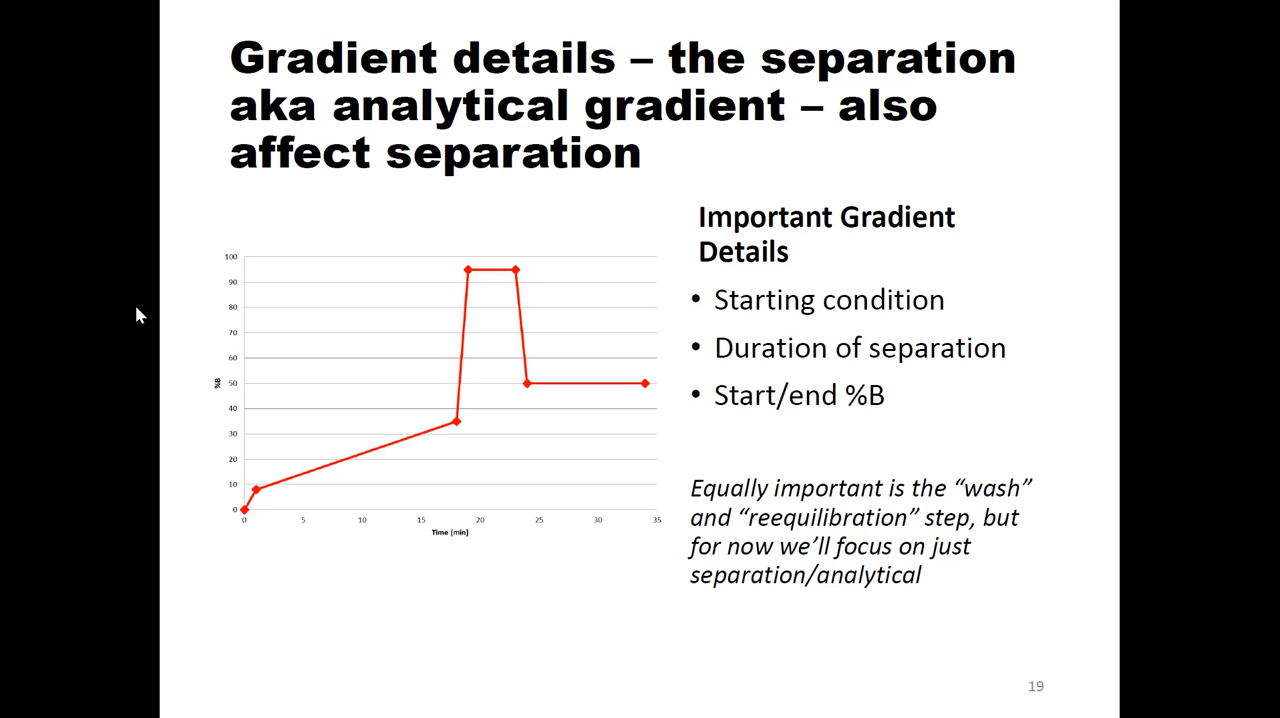 Gradient details – the separation
aka analytical gradient – also
affect separation
Important Gradient
Details
• Starting condition
• Duration of separation
• Start/end %B
Equally important is the “wash”
and “reequilibration” step, but
for now we’ll focus on just
separation/analytical
100
90
80
70
60
50
40
30
20
10
0
%B
0 5 10 15 20 25 30 35
Time (min)
19